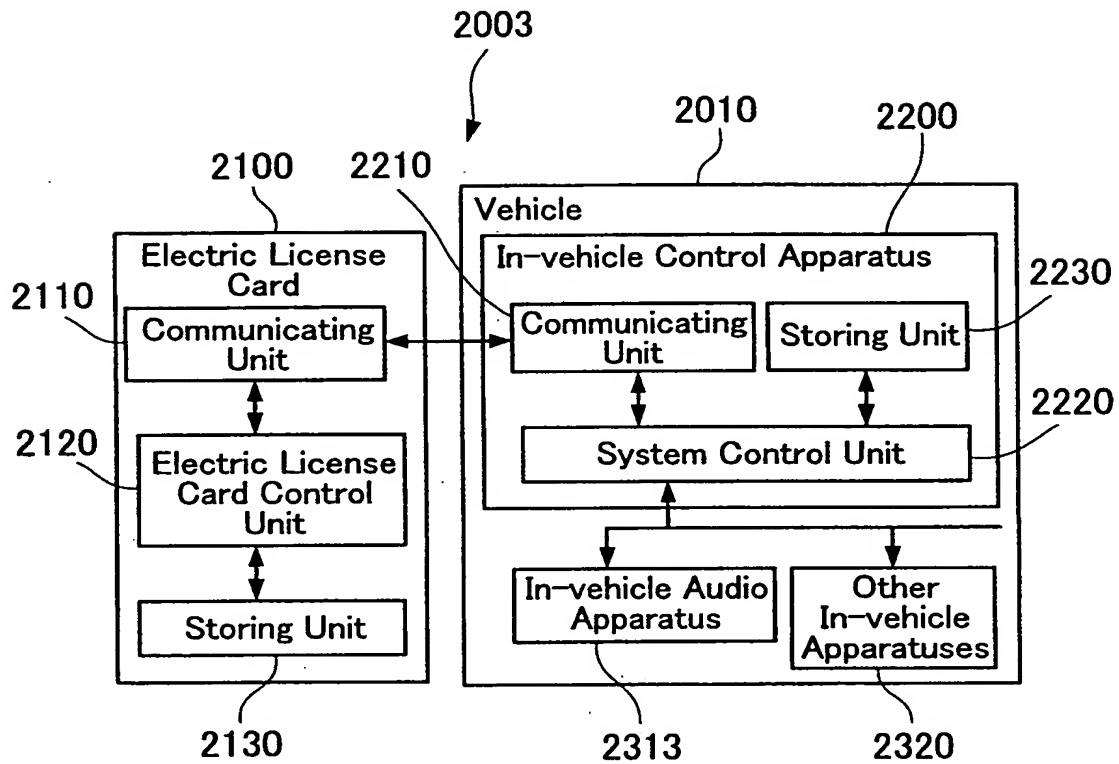 2003
2010
2200
2100
2210
Vehicle
Electric License
Card
In-vehicle Control Apparatus
2110
2230
Communicating
Unit
Communicating
Unit
Storing Unit
2120
2220
Electric License
Card Control
Unit
System Control Unit
In-vehicle Audio
Apparatus
Other
In-vehicle
Apparatuses
Storing Unit
2130
2313
2320